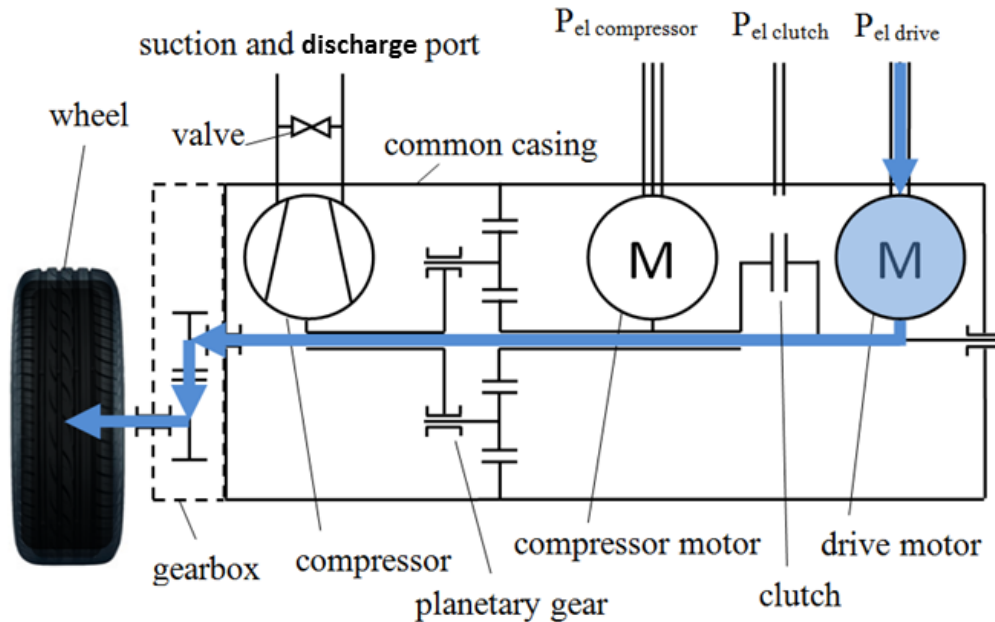 P el compressor
P el clutch
P el drive
suction and discharge port
wheel
valve
common casing
M
M
gearbox
compressor
planetary gear
compressor motor
clutch
drive motor